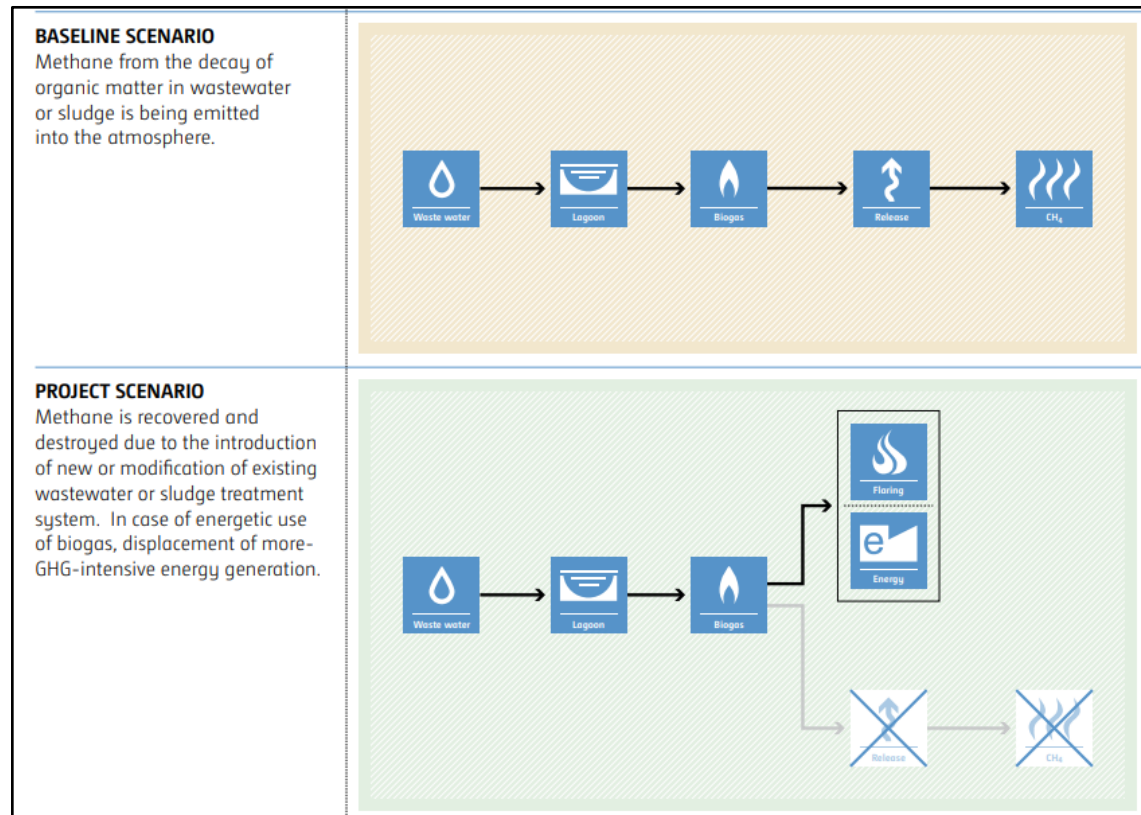 BASELINE SCENARIO
Methane from the decay of
organic matter in wastewater
or sludge is being emitted
into the atmosphere.
Waste water
Lagoon
Biogas
Release
CH₄
PROJECT SCENARIO
Methane is recovered and
destroyed due to the introduction
of new or modification of existing
wastewater or sludge treatment
system. In case of energetic use
of biogas, displacement of more-
GHG-intensive energy generation.
Flaring
e
Energy
Waste water
Lagoon
Biogas
Release
CH₄